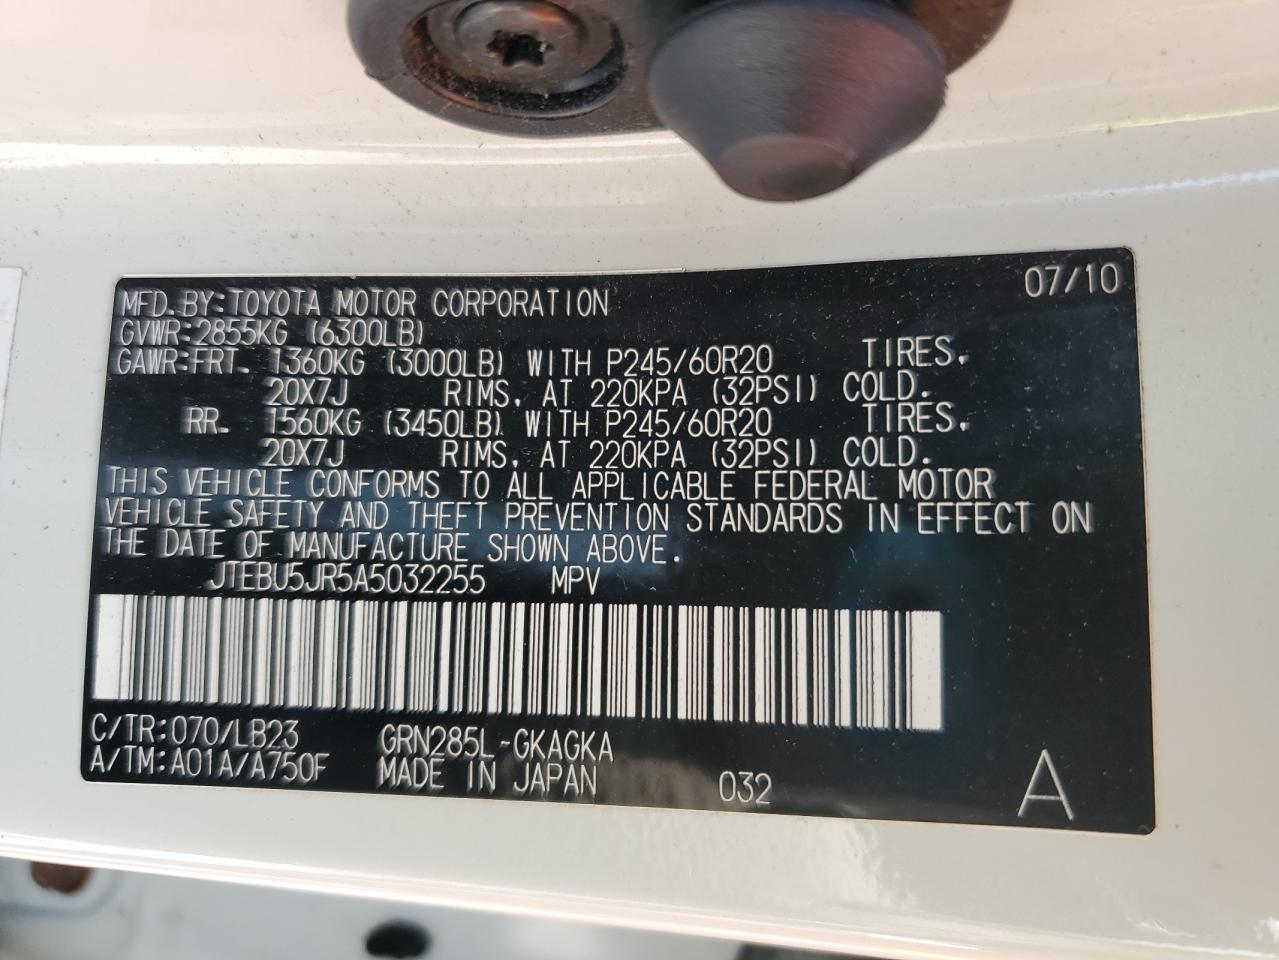 07/10
MFD.BY:TOYOTA MOTOR CORPORATION
GVWR:2855KG (6300LB)
GAWR:FRT. 1360KG (3000LB) WITH P245/60R20 TIRES,
20X7J RIMS, AT 220KPA (32PSI) COLD.
RR. 1560KG (3450LB) WITH P245/60R20 TIRES,
20X7J RIMS, AT 220KPA (32PSI) COLD.
THIS VEHICLE CONFORMS TO ALL APPLICABLE FEDERAL MOTOR
VEHICLE SAFETY AND THEFT PREVENTION STANDARDS IN EFFECT ON
THE DATE OF MANUFACTURE SHOWN ABOVE.
JTEBU5JR5A5032255 MPV
C/TR:070/LB23 GRN285L-GKAGKA
A/TM:A01A/A750F MADE IN JAPAN 032 A